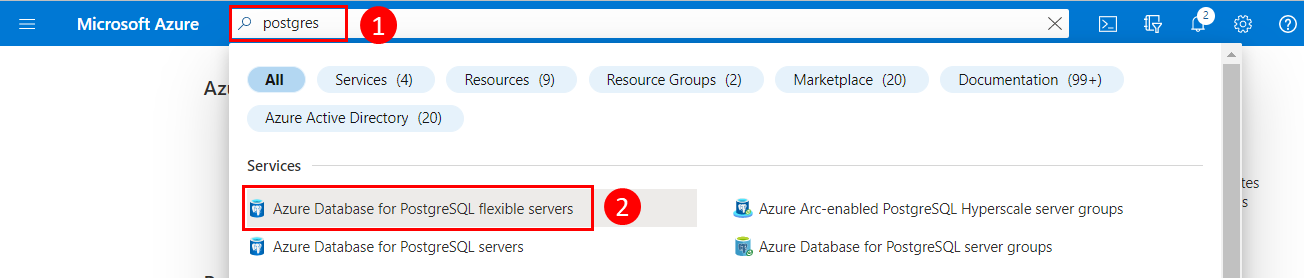 Microsoft Azure postgres 1 2
All Services (4) Resources (9) Resource Groups (2) Marketplace (20) Documentation (99+)
Azure Active Directory (20)
Services
Azure Database for PostgreSQL flexible servers 2 Azure Arc-enabled PostgreSQL Hyperscale server groups
Azure Database for PostgreSQL servers Azure Database for PostgreSQL server groups